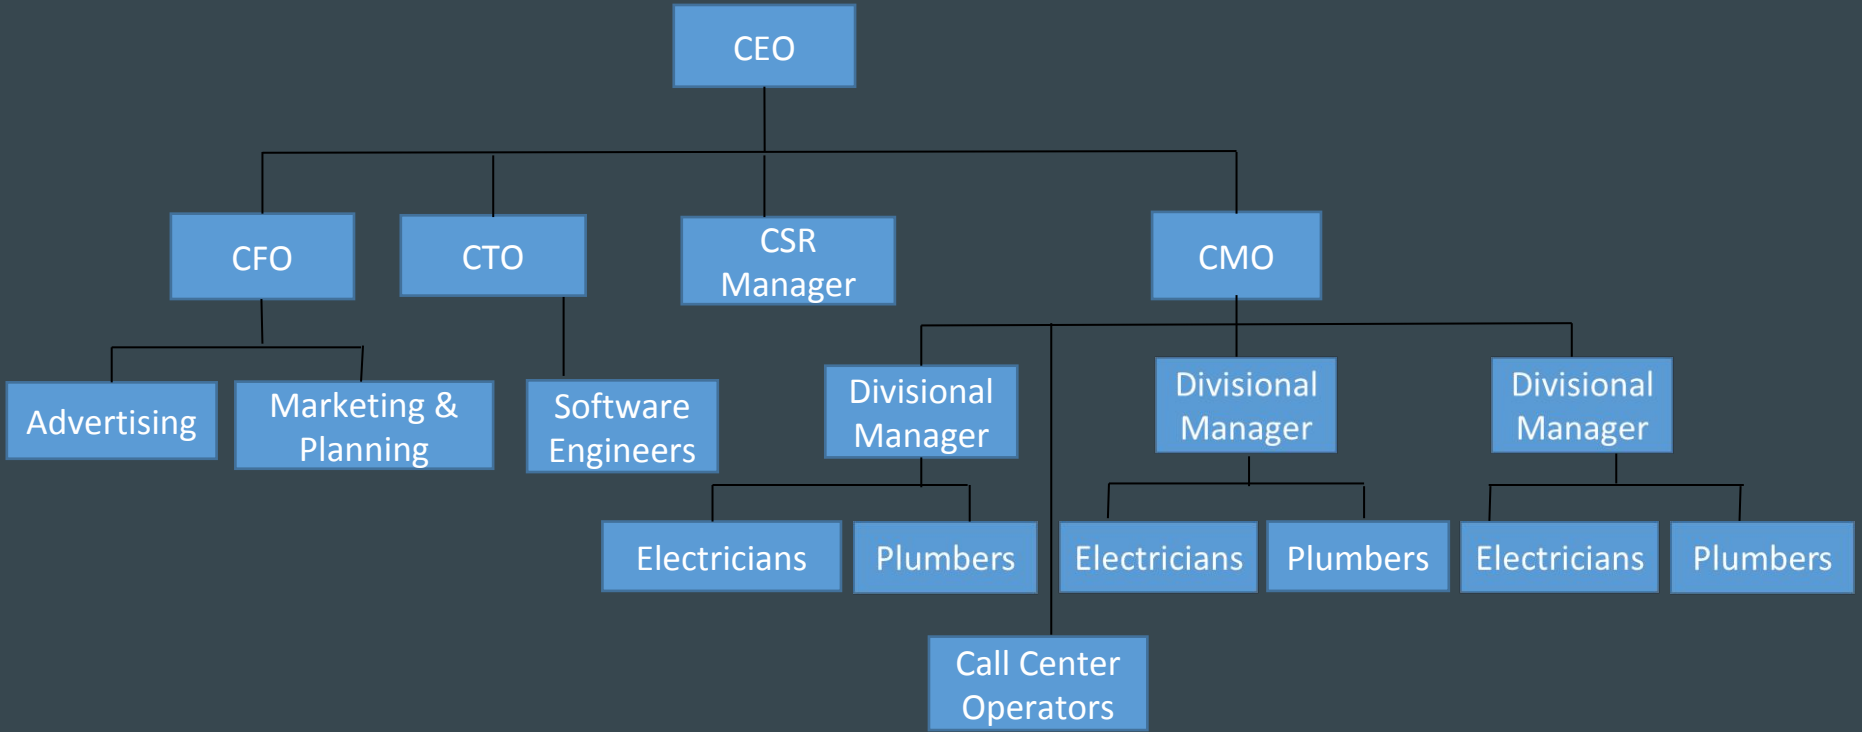 CEO
CFO
CTO
CSR
Manager
CMO
Advertising
Marketing &
Planning
Software
Engineers
Divisional
Manager
Divisional
Manager
Divisional
Manager
Electricians
Plumbers
Electricians
Plumbers
Electricians
Plumbers
Call Center
Operators